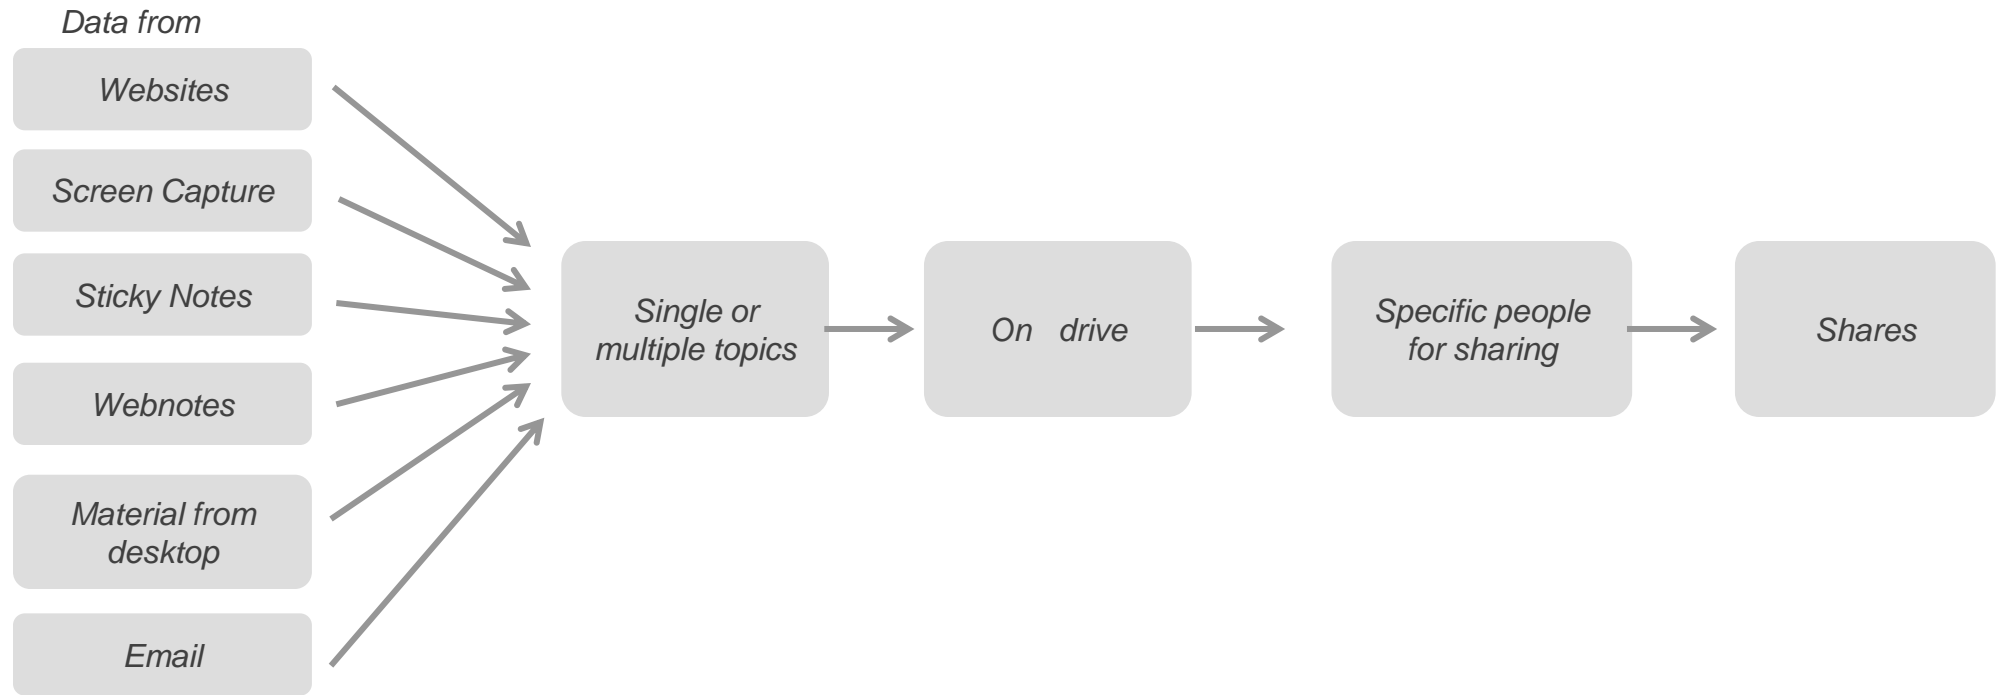 Data from
Websites
Screen Capture
Sticky Notes
Webnotes
Material from
desktop
Email
Single or
multiple topics
On drive
Specific people
for sharing
Shares